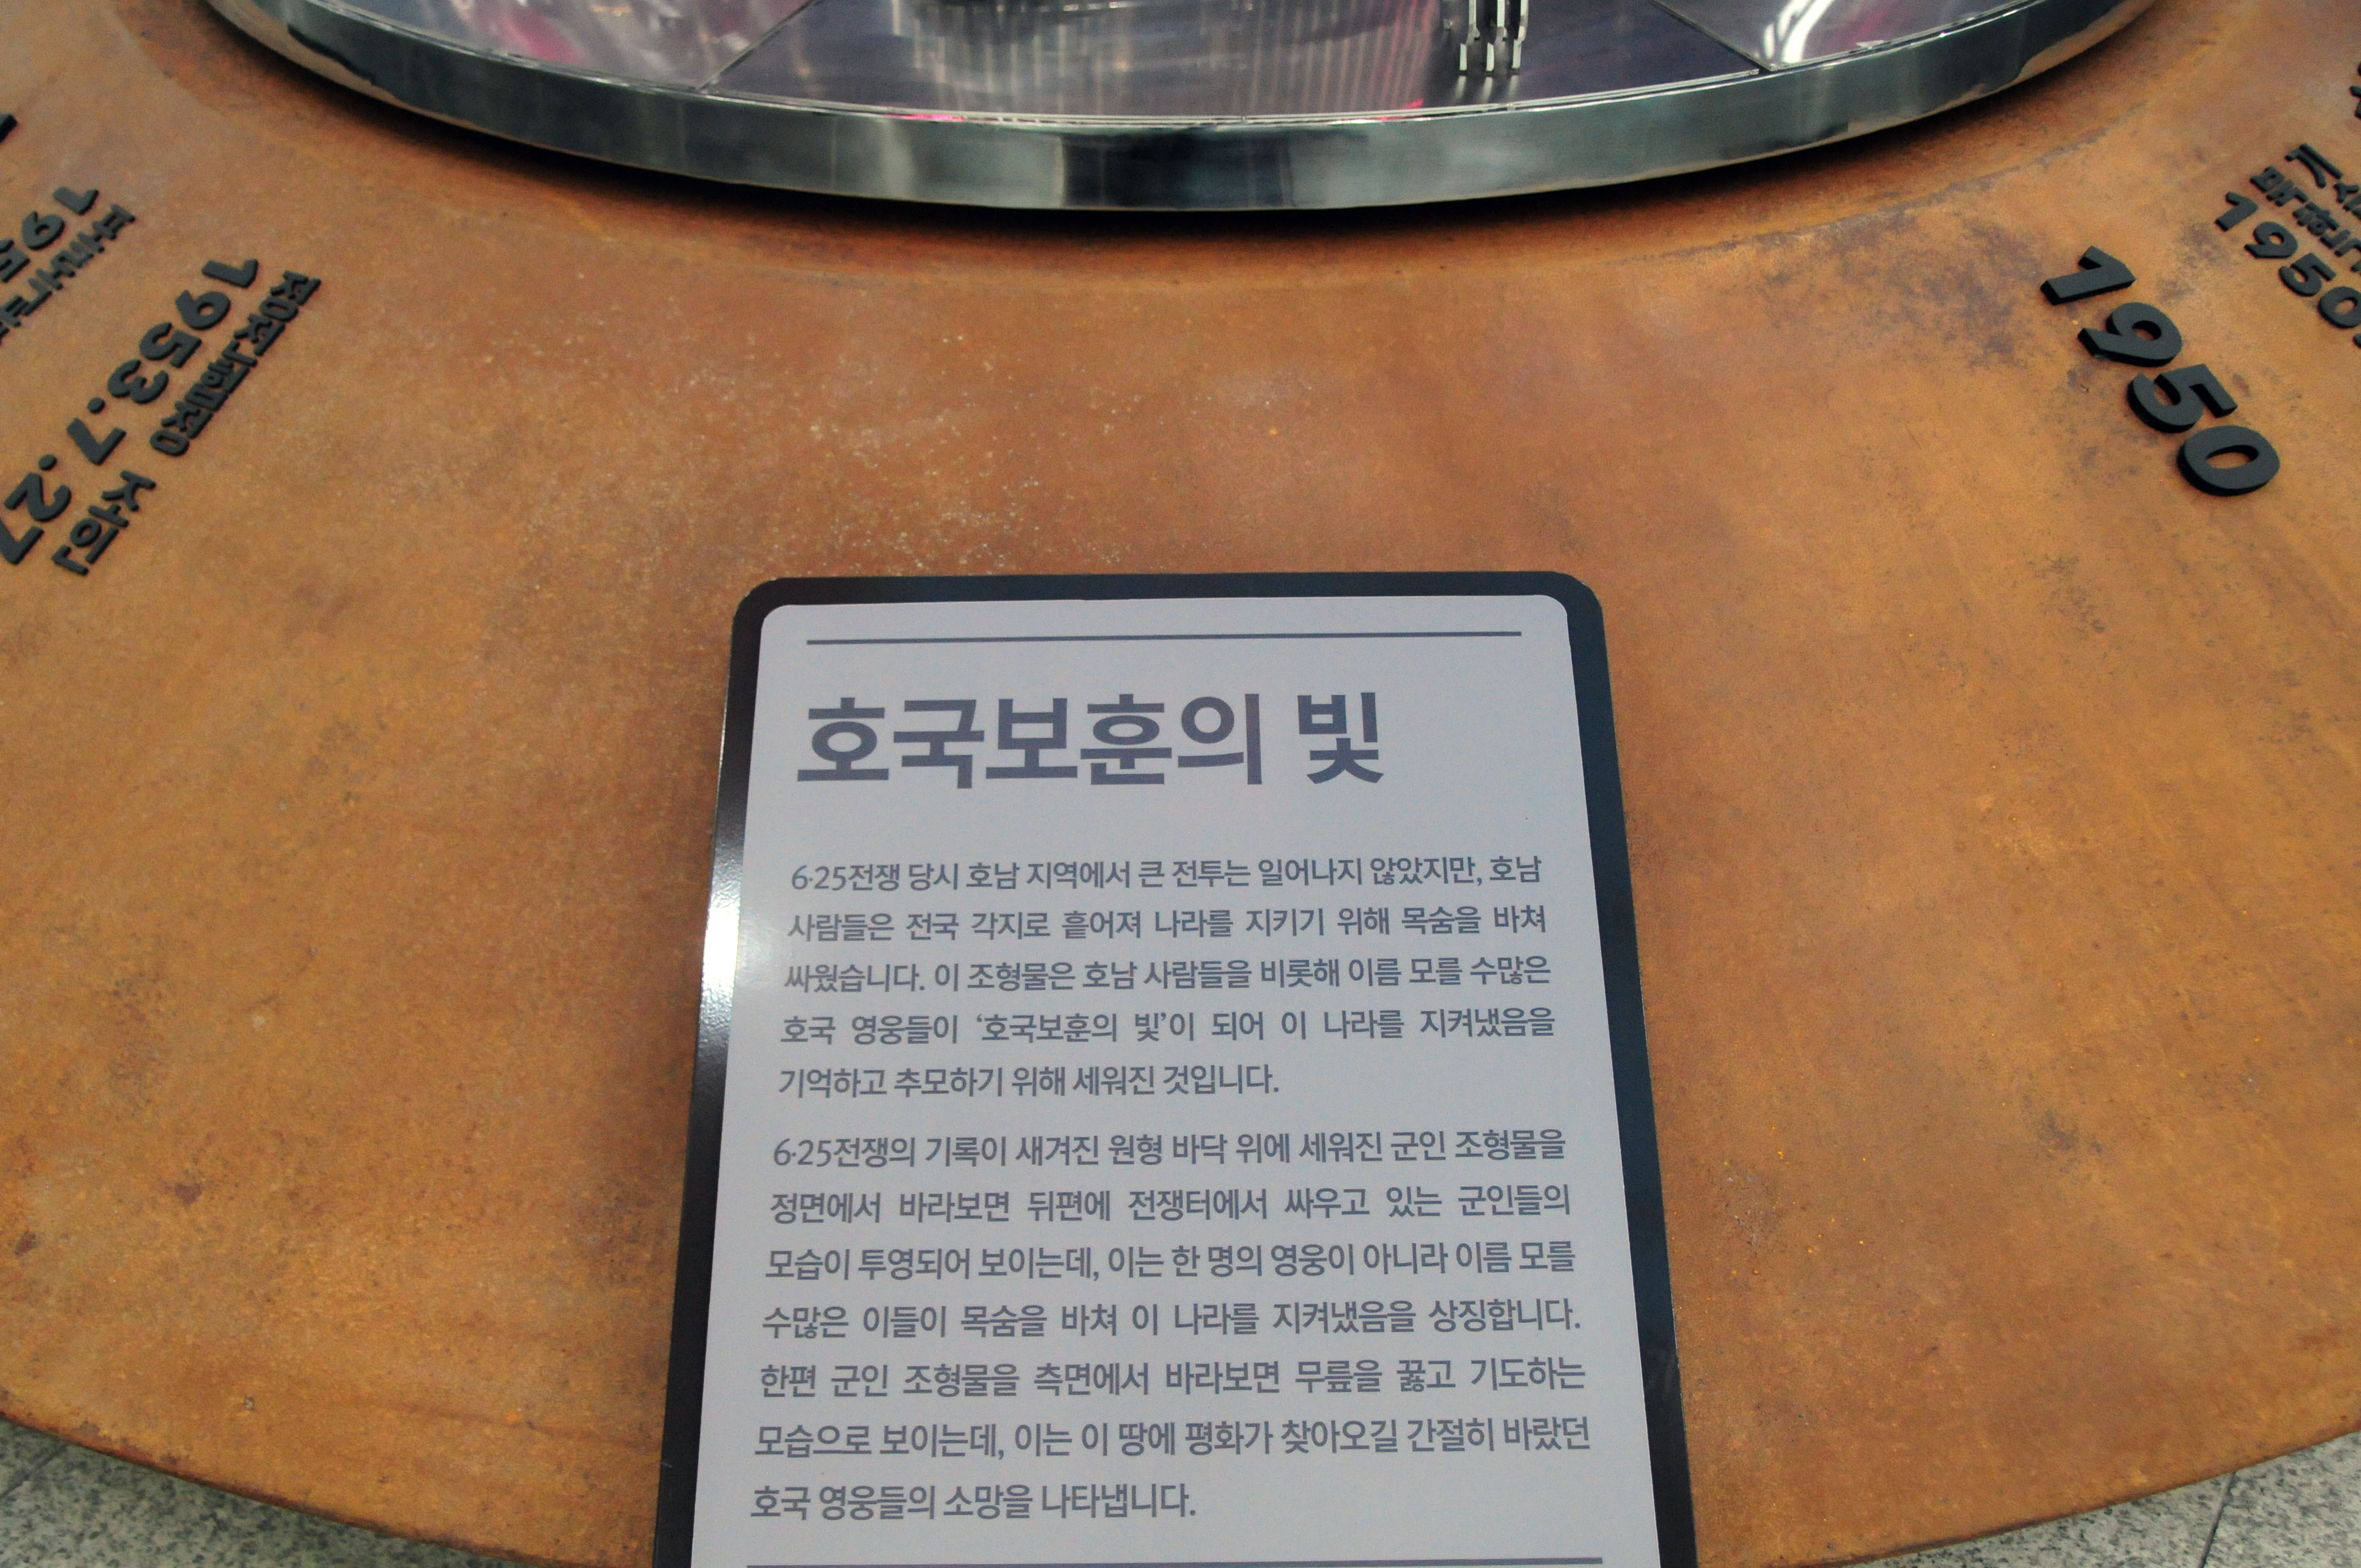 정전협정 조인
1953.7.27
1950
호국보훈의 빛
6·25전쟁 당시 호남 지역에서 큰 전투는 일어나지 않았지만, 호남
사람들은 전국 각지로 흩어져 나라를 지키기 위해 목숨을 바쳐
싸웠습니다. 이 조형물은 호남 사람들을 비롯해 이름 모를 수많은
호국 영웅들이 ‘호국보훈의 빛’이 되어 이 나라를 지켜냈음을
기억하고 추모하기 위해 세워진 것입니다.
6·25전쟁의 기록이 새겨진 원형 바닥 위에 세워진 군인 조형물을
정면에서 바라보면 뒤편에 전쟁터에서 싸우고 있는 군인들의
모습이 투영되어 보이는데, 이는 한 명의 영웅이 아니라 이름 모를
수많은 이들이 목숨을 바쳐 이 나라를 지켜냈음을 상징합니다.
한편 군인 조형물을 측면에서 바라보면 무릎을 꿇고 기도하는
모습으로 보이는데, 이는 이 땅에 평화가 찾아오길 간절히 바랐던
호국 영웅들의 소망을 나타냅니다.